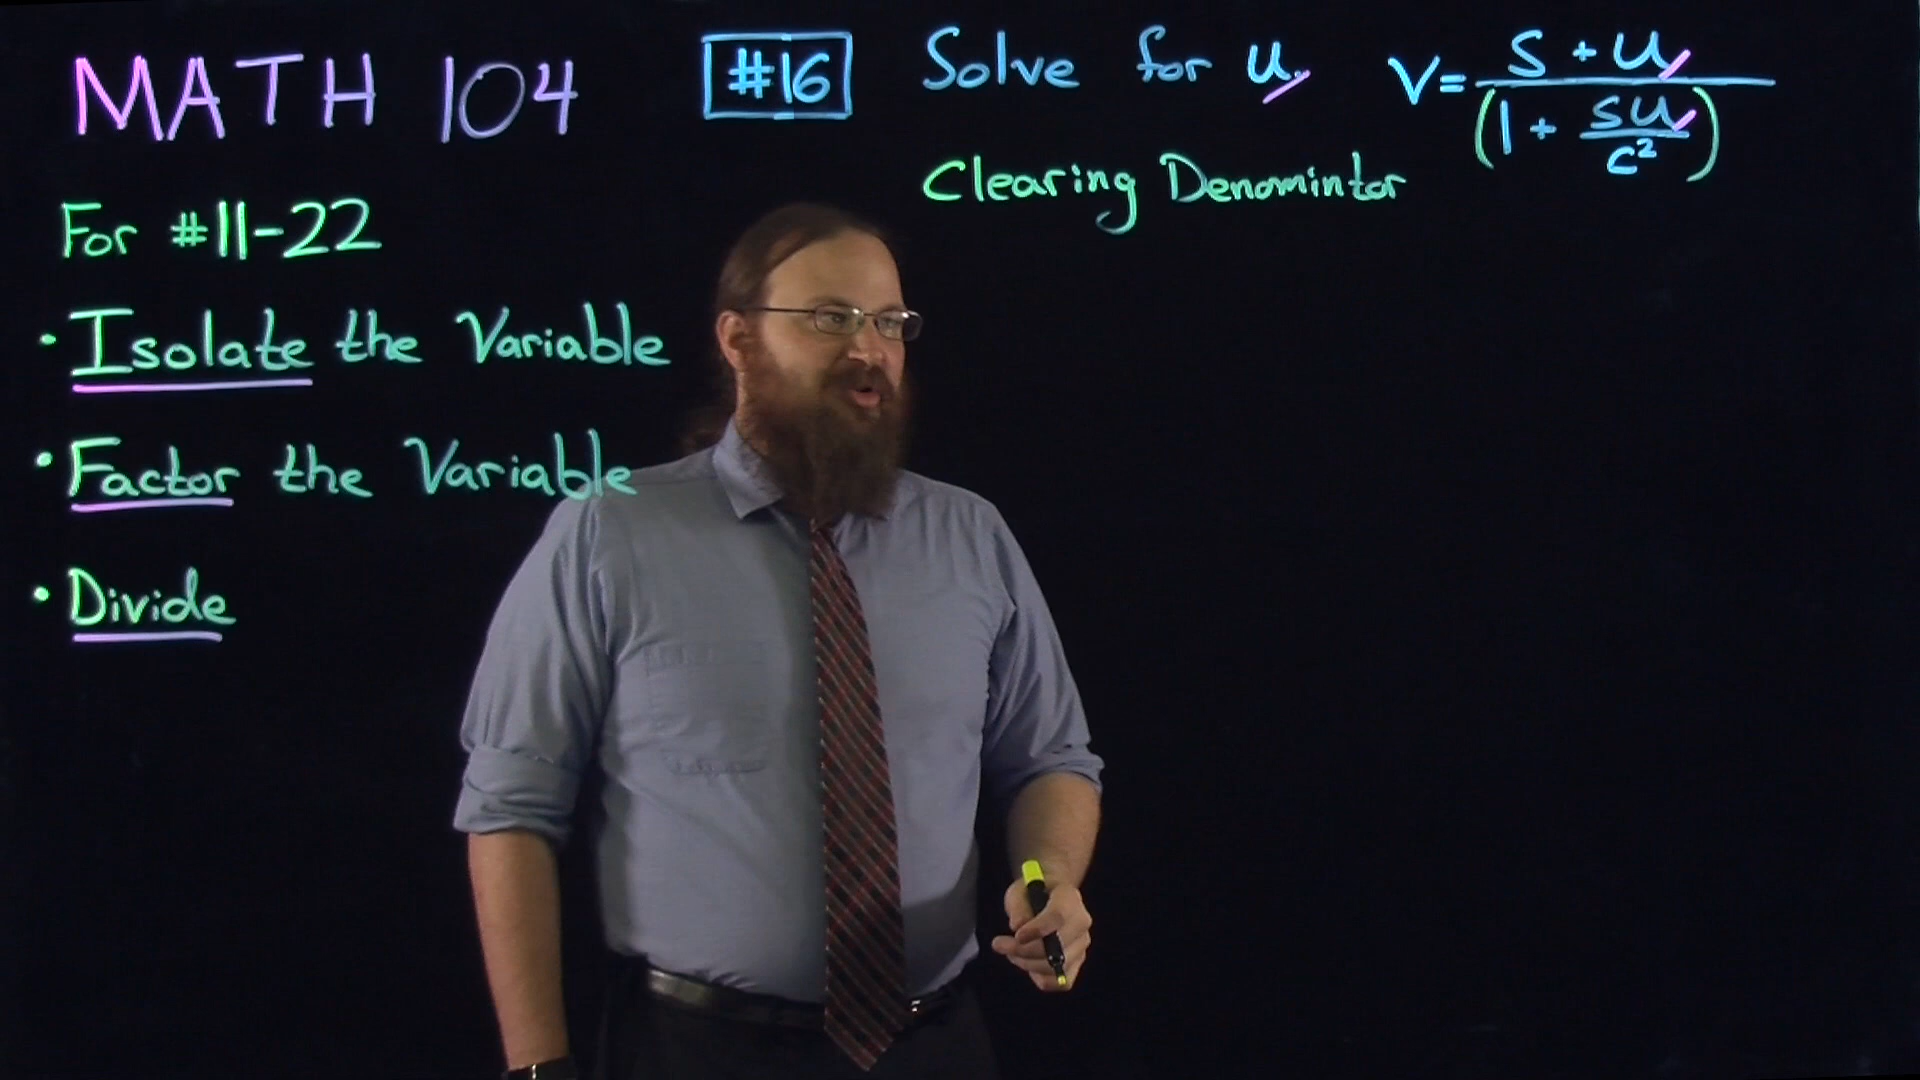 MATH 104
For #11-22
• Isolate the Variable
• Factor the Variable
• Divide
#16 Solve for u, V = s + u / (1 + su/c²)
Clearing Denomintor